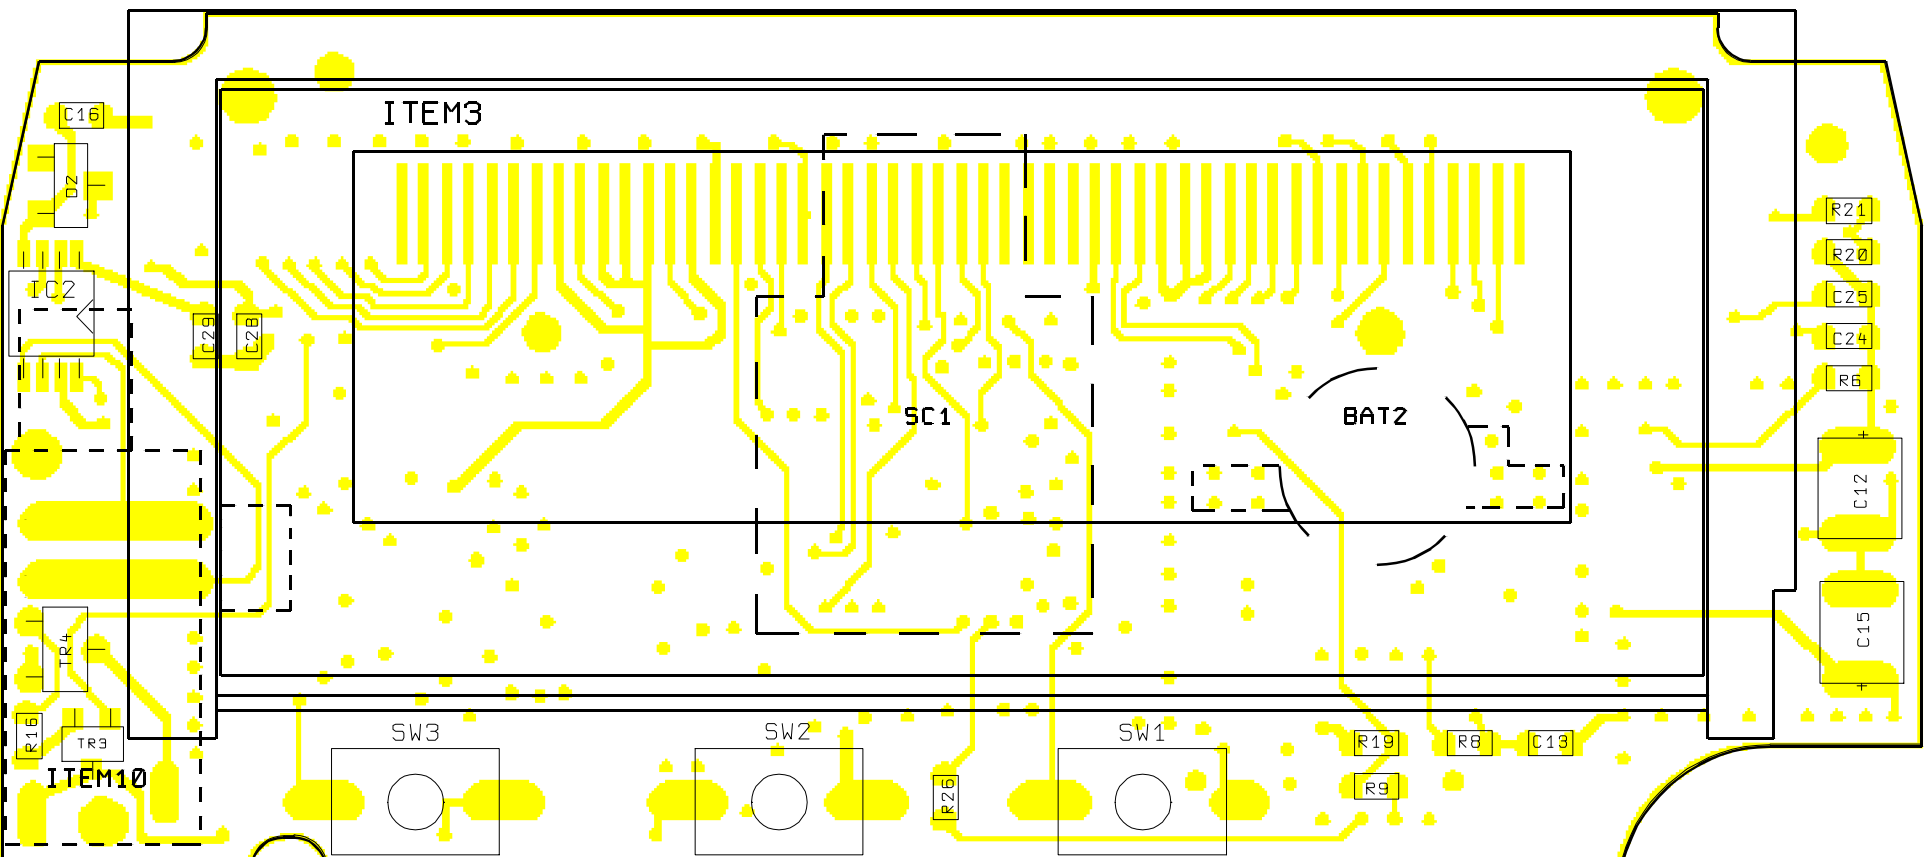 ITEM3
C16
D2
R21
R20
IC2
C25
C29
C28
C24
R6
SC1
BAT2
+
C12
C15
+
TR4
R16
TR3
SW3
SW2
SW1
R19
R8
C13
ITEM10
R26
R9